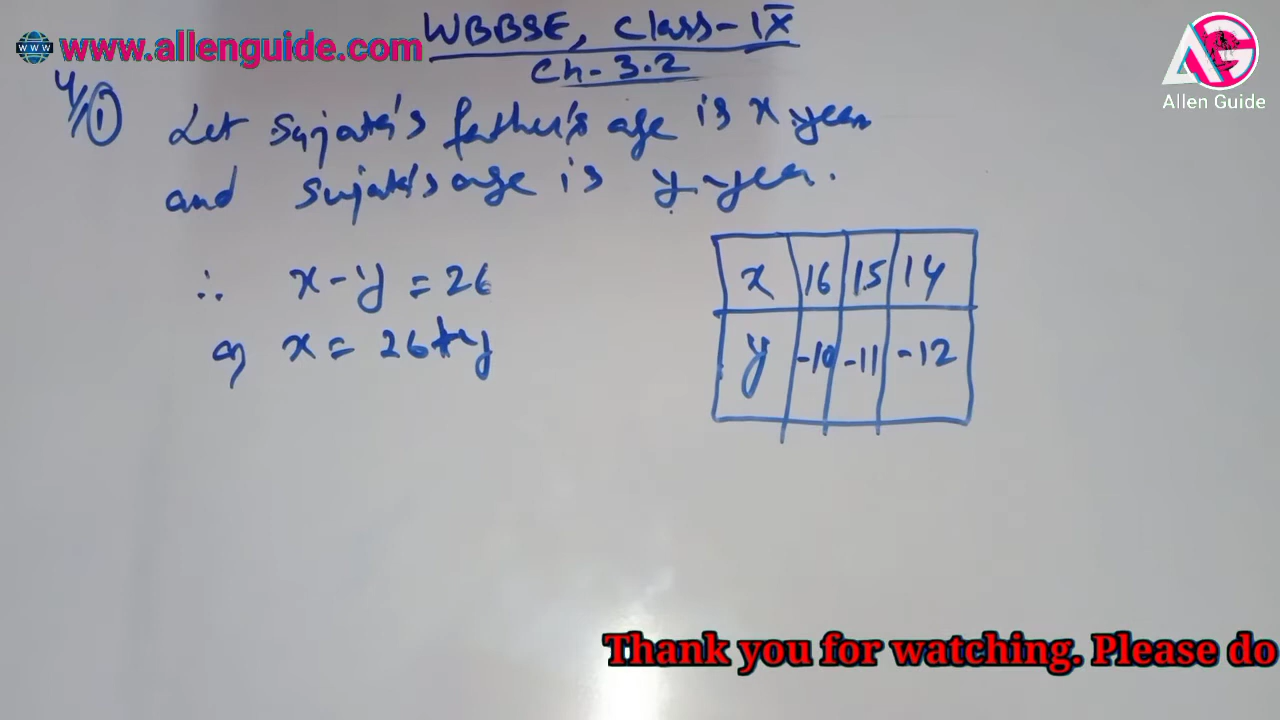 WBBSE, Class-IX
www.allenguide.com
Ch-3.2
Allen Guide
4/1 Let Sujata's father's age is x year
and Sujata's age is y year.
∴ x-y = 26
or x = 26+y
x 16 15 14
y -10 -11 -12
Thank you for watching. Please do